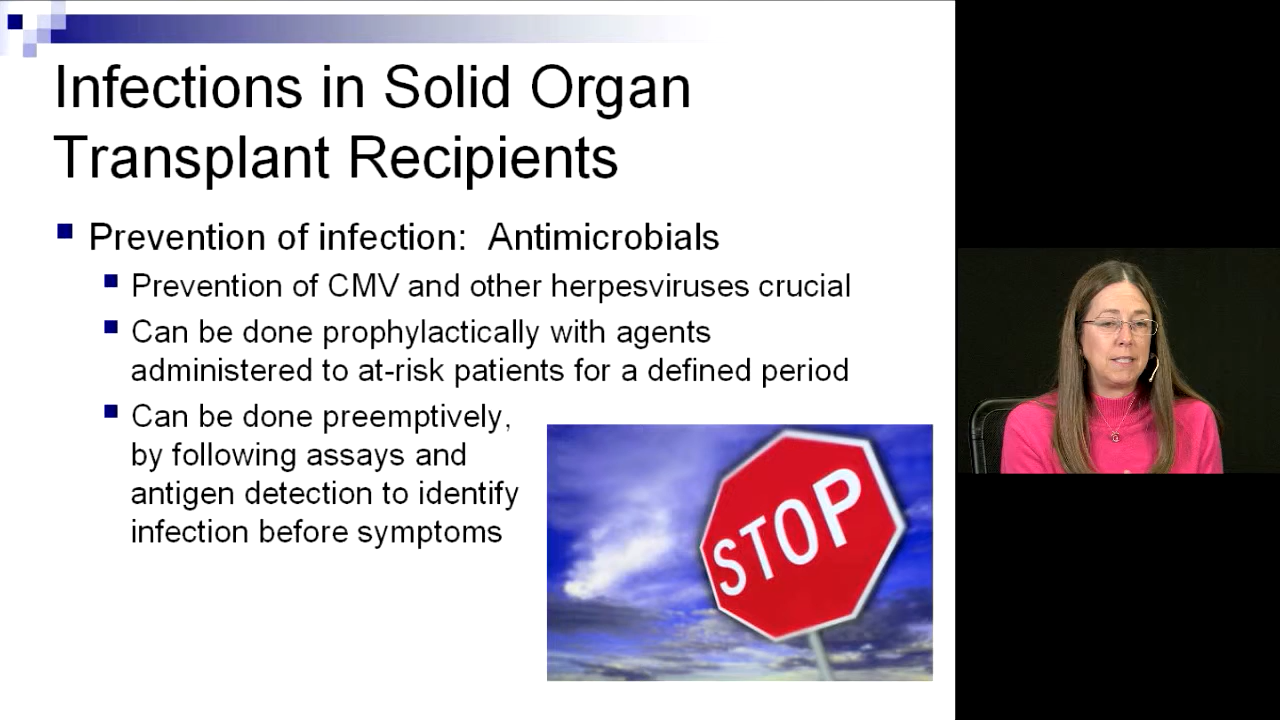 Infections in Solid Organ
Transplant Recipients
Prevention of infection: Antimicrobials
Prevention of CMV and other herpesviruses crucial
Can be done prophylactically with agents
administered to at-risk patients for a defined period
Can be done preemptively,
by following assays and
antigen detection to identify
infection before symptoms
STOP